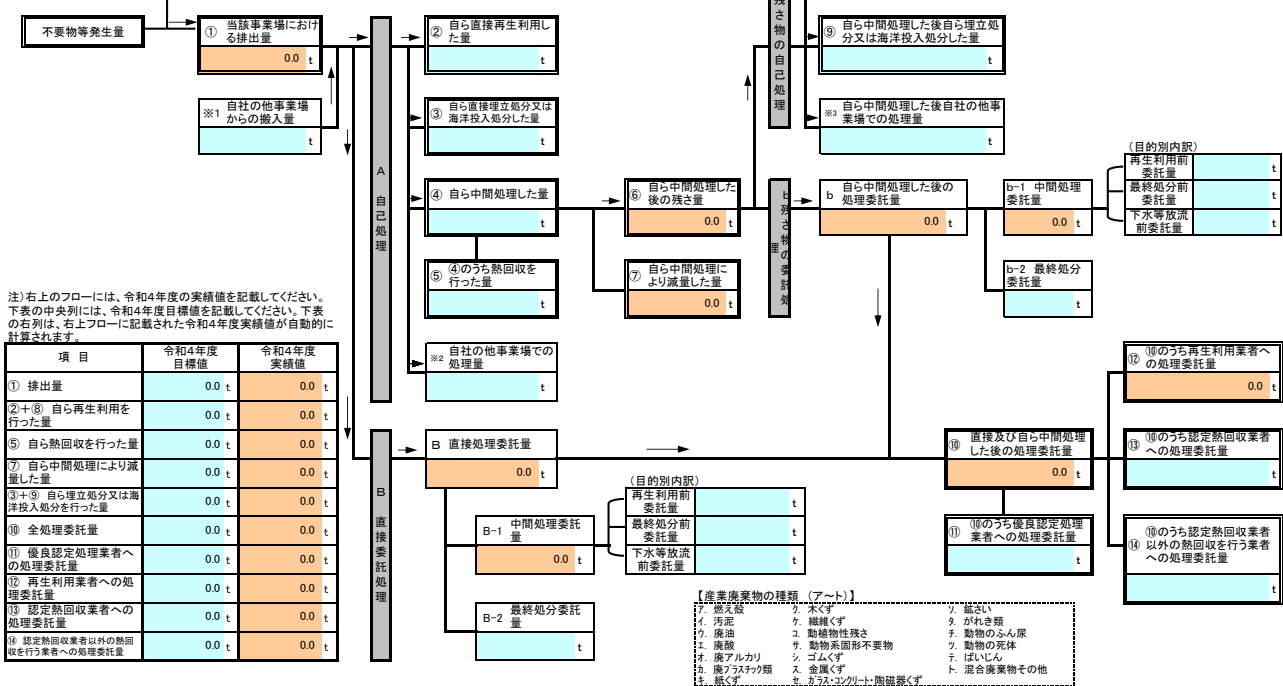 不要物等発生量
① 当該事業場におけ
る排出量
0.0 t
※1 自社の他事業場
からの搬入量
t
A 自己処理
② 自ら直接再生利用し
た量
t
③ 自ら直接埋立処分又は
海洋投入処分した量
t
④ 自ら中間処理した量
t
⑤ ④のうち熱回収を
行った量
t
※2 自社の他事業場での
処理量
t
⑥ 自ら中間処理した
後の残さ量
0.0 t
⑦ 自ら中間処理に
より減量した量
0.0 t
残さ物の自己処理
⑨ 自ら中間処理した後自ら埋立処
分又は海洋投入処分した量
t
※3 自ら中間処理した後自社の他事
業場での処理量
t
b 残さ物の委託処理
b 自ら中間処理した後の
処理委託量
0.0 t
b-1 中間処理
委託量
0.0 t
b-2 最終処分
委託量
t
(目的別内訳)
再生利用前
委託量 t
最終処分前
委託量 t
下水等放流
前委託量 t
注)右上のフローには、令和4年度の実績値を記載してください。
下表の中央列には、令和4年度目標値を記載してください。下表
の右列は、右上フローに記載された令和4年度実績値が自動的に
計算されます。
項 目 令和4年度 令和4年度
目標値 実績値
① 排出量 0.0 t 0.0 t
②+⑧ 自ら再生利用を
行った量 0.0 t 0.0 t
⑤ 自ら熱回収を行った量 0.0 t 0.0 t
⑦ 自ら中間処理により減
量した量 0.0 t 0.0 t
③+⑨ 自ら埋立処分又は海
洋投入処分を行った量 0.0 t 0.0 t
⑩ 全処理委託量 0.0 t 0.0 t
⑪ 優良認定処理業者へ
の処理委託量 0.0 t 0.0 t
⑫ 再生利用業者への処
理委託量 0.0 t 0.0 t
⑬ 認定熱回収業者への
処理委託量 0.0 t 0.0 t
⑭ 認定熱回収業者以外の熱回
収を行う業者への処理委託量 0.0 t 0.0 t
B 直接委託処理
B 直接処理委託量
0.0 t
B-1 中間処理委託
量
0.0 t
B-2 最終処分委託
量
t
(目的別内訳)
再生利用前
委託量 t
最終処分前
委託量 t
下水等放流
前委託量 t
⑩ 直接及び自ら中間処理
した後の処理委託量
0.0 t
⑪ ⑩のうち優良認定処理
業者への処理委託量
t
⑫ ⑩のうち再生利用業者へ
の処理委託量
0.0 t
⑬ ⑩のうち認定熱回収業者
への処理委託量
t
⑭ ⑩のうち認定熱回収業者
以外の熱回収を行う業者
への処理委託量
t
【産業廃棄物の種類 (ア~ト)】
ア. 燃え殻 ク. 木くず ソ. 鉱さい
イ. 汚泥 ケ. 繊維くず タ. がれき類
ウ. 廃油 コ. 動植物性残さ チ. 動物のふん尿
エ. 廃酸 サ. 動物系固形不要物 ツ. 動物の死体
オ. 廃アルカリ シ. ゴムくず テ. ばいじん
カ. 廃プラスチック類 ス. 金属くず ト. 混合廃棄物その他
キ. 紙くず セ. ガラス・コンクリート・陶磁器くず